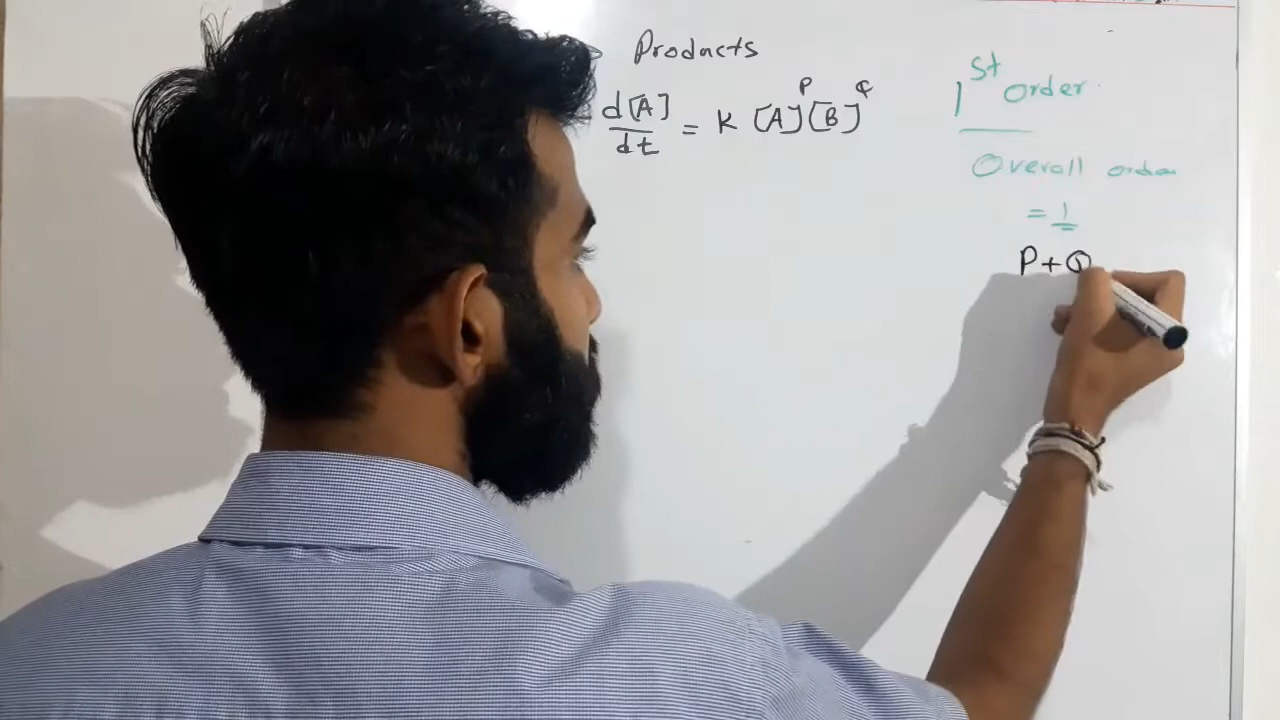 Products
d[A]
dt = K [A]^P [B]^q
1st order
Overall order
= 1
P+Q